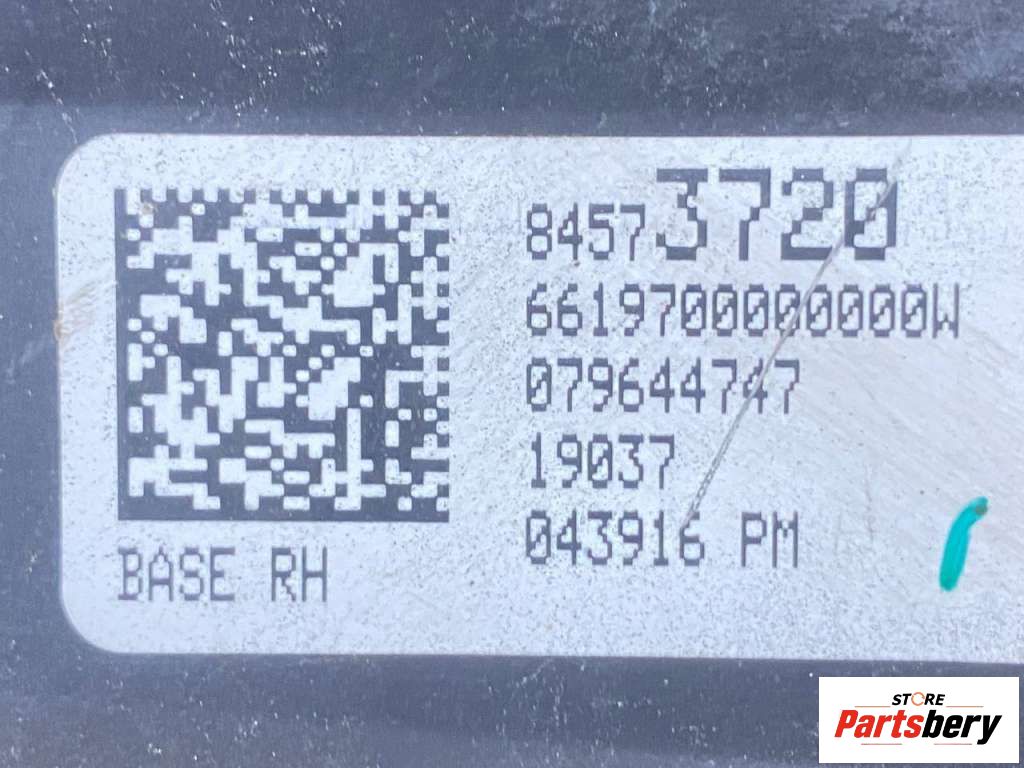 84573720
6619700000000W
079644747
19037
043916 PM
BASE RH
STORE
Partsbery